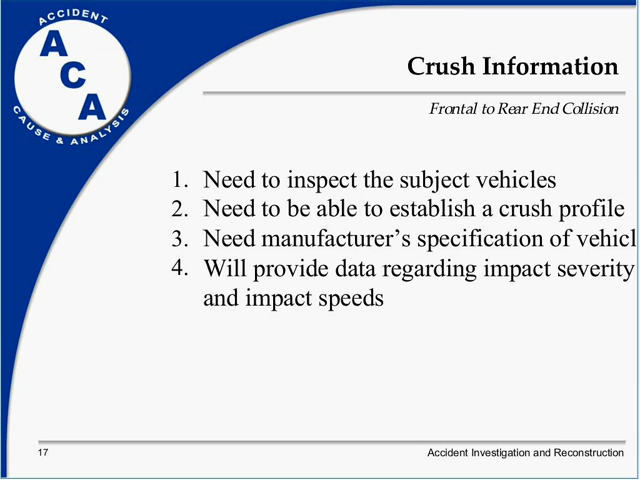 ACCIDENT
A
C
A
CAUSE & ANALYSIS
Crush Information
Frontal to Rear End Collision
1. Need to inspect the subject vehicles
2. Need to be able to establish a crush profile
3. Need manufacturer’s specification of vehicl
4. Will provide data regarding impact severity
and impact speeds
17
Accident Investigation and Reconstruction